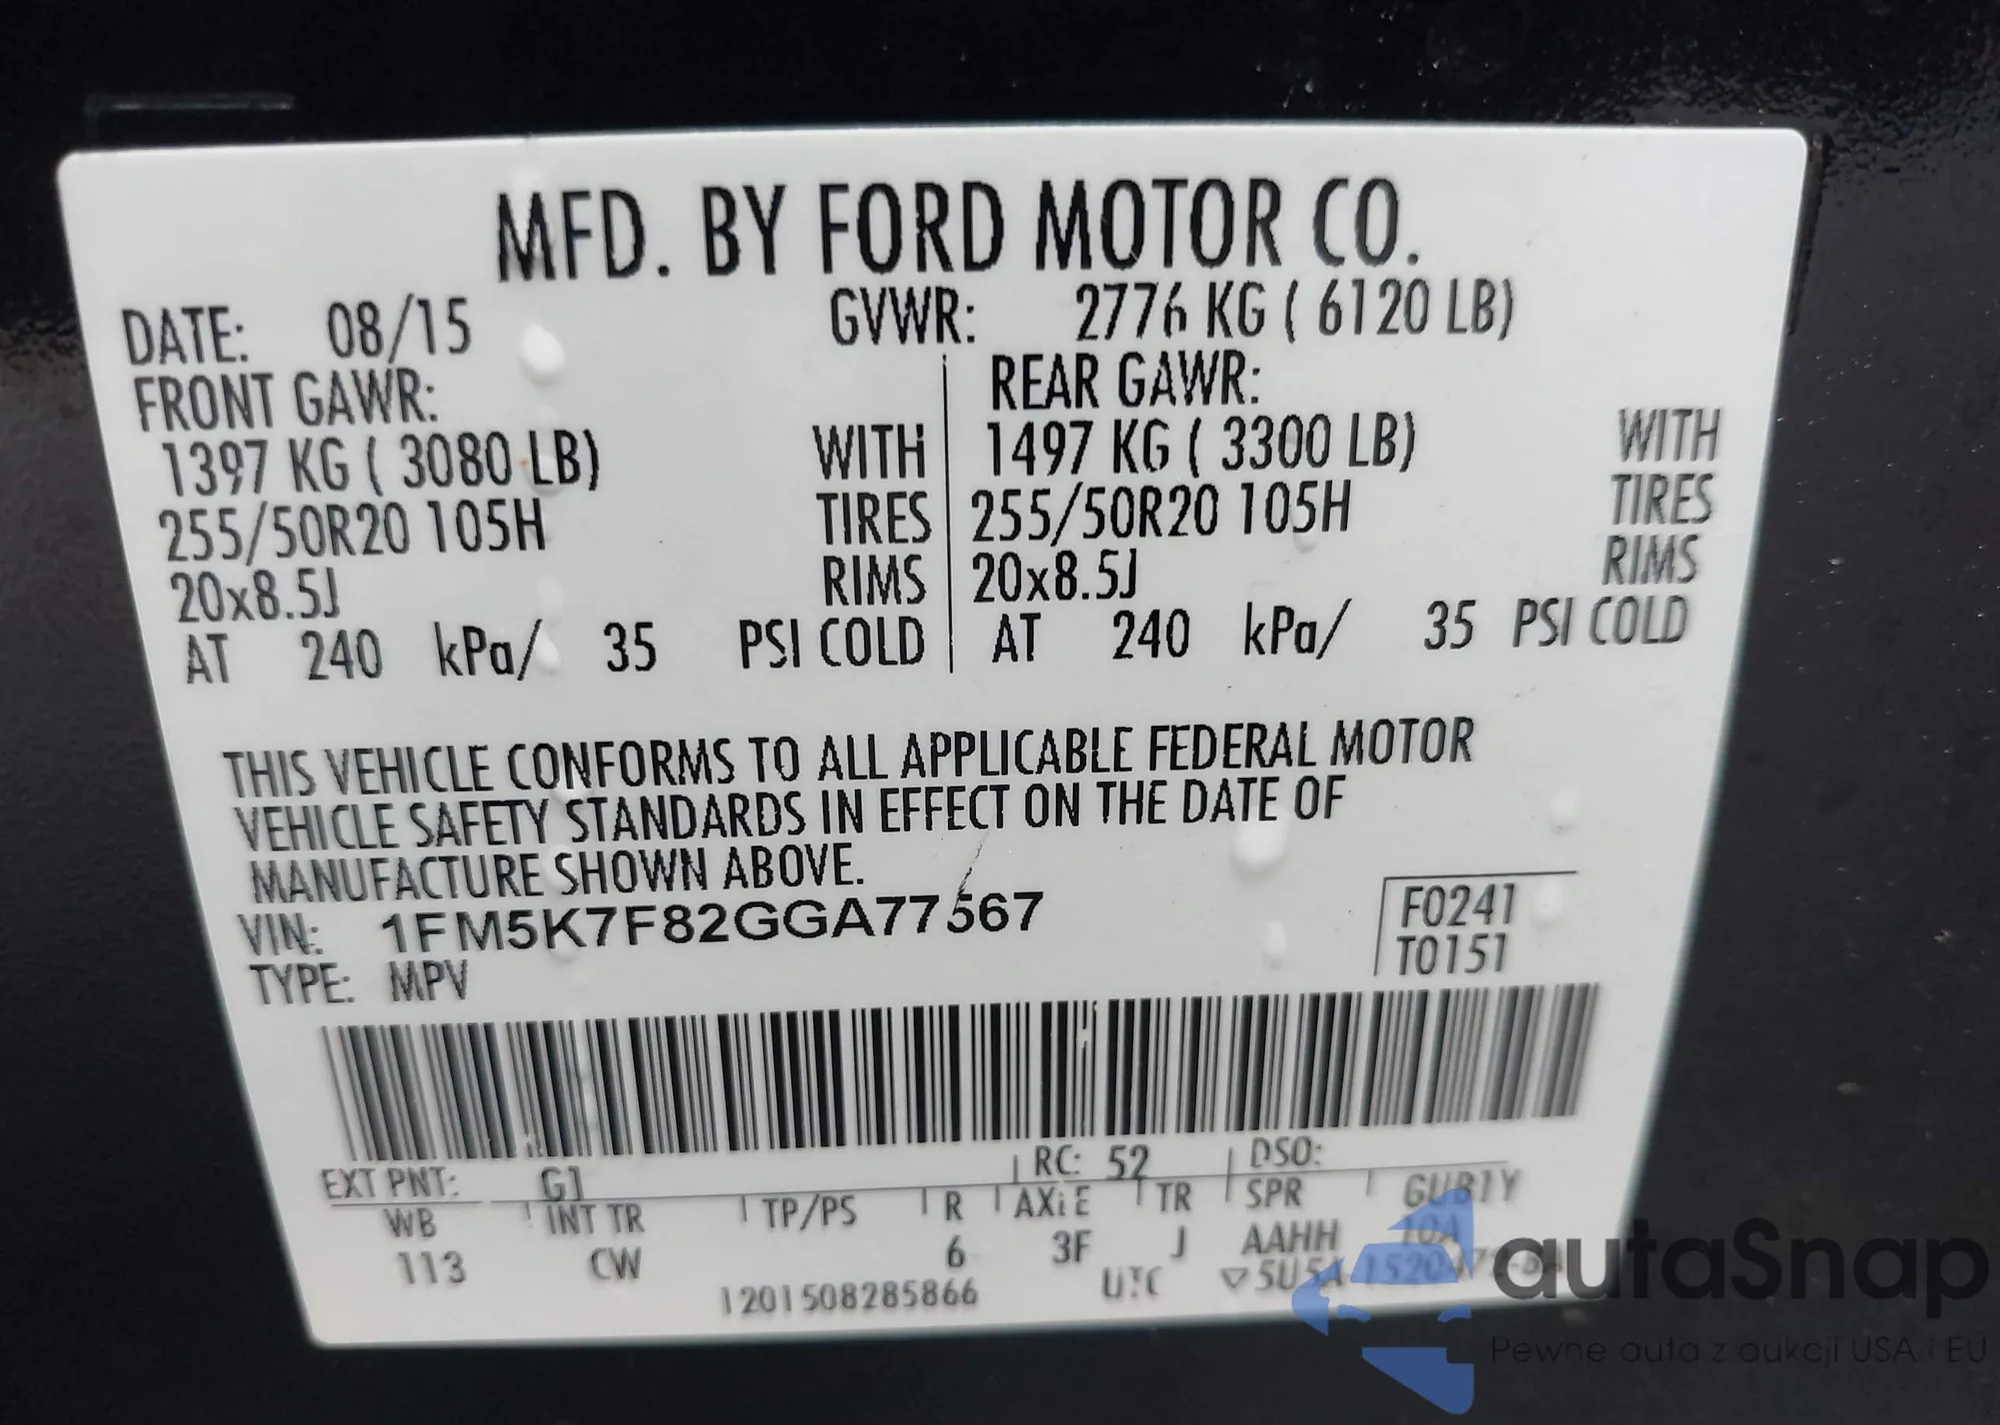 MFD. BY FORD MOTOR CO.
DATE: 08/15 GVWR: 2776 KG ( 6120 LB)
FRONT GAWR: REAR GAWR:
1397 KG ( 3080 LB) WITH 1497 KG ( 3300 LB) WITH
255/50R20 105H TIRES 255/50R20 105H TIRES
20x8.5J RIMS 20x8.5J RIMS
AT 240 kPa/ 35 PSI COLD AT 240 kPa/ 35 PSI COLD
THIS VEHICLE CONFORMS TO ALL APPLICABLE FEDERAL MOTOR
VEHICLE SAFETY STANDARDS IN EFFECT ON THE DATE OF
MANUFACTURE SHOWN ABOVE.
VIN: 1FM5K7F82GGA77567
F0241
TYPE: MPV
T0151
EXT PNT: G1 RC: 52 DSO:
WB INT TR TP/PS R AXLE TR SPR GUB1Y
113 CW 6 3F J AAHH 10A
1201508285866 UTC ▽5U5A
autaSnap
Pewne auta z aukcji USA i EU